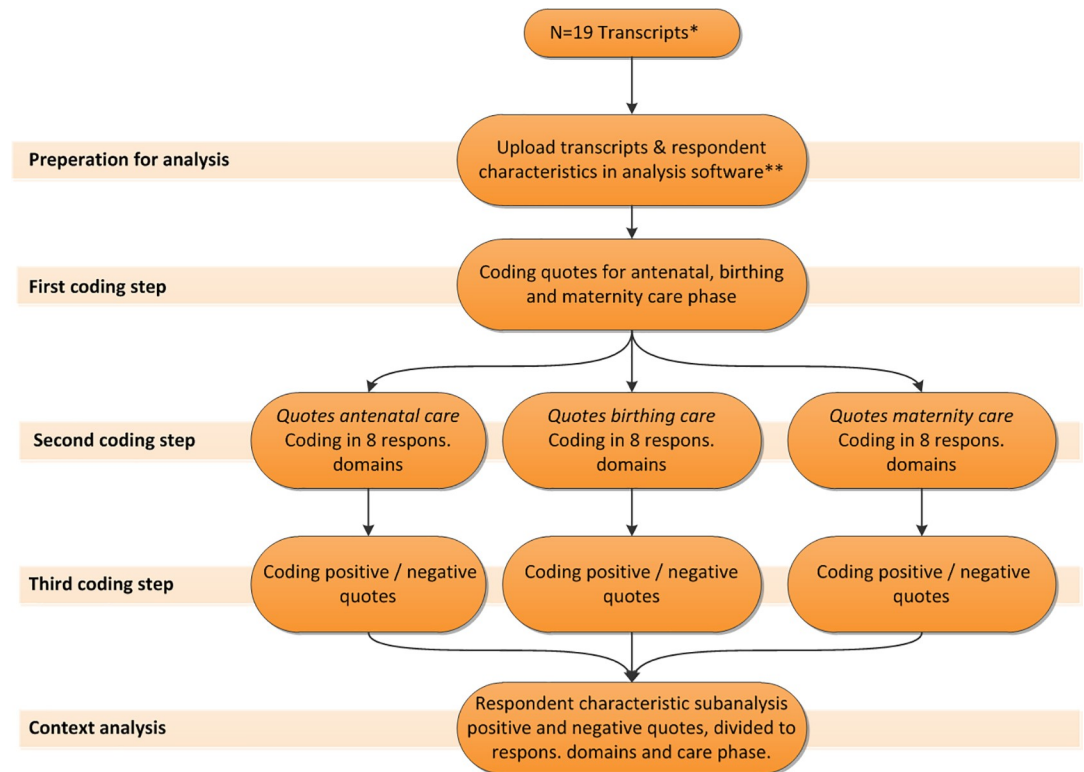 N=19 Transcripts*
Preparation for analysis
Upload transcripts & respondent
characteristics in analysis software**
First coding step
Coding quotes for antenatal, birthing
and maternity care phase
Second coding step
Quotes antenatal care
Coding in 8 respons.
domains
Quotes birthing care
Coding in 8 respons.
domains
Quotes maternity care
Coding in 8 respons.
domains
Third coding step
Coding positive / negative
quotes
Coding positive / negative
quotes
Coding positive / negative
quotes
Context analysis
Respondent characteristic subanalysis
positive and negative quotes, divided to
respons. domains and care phase.